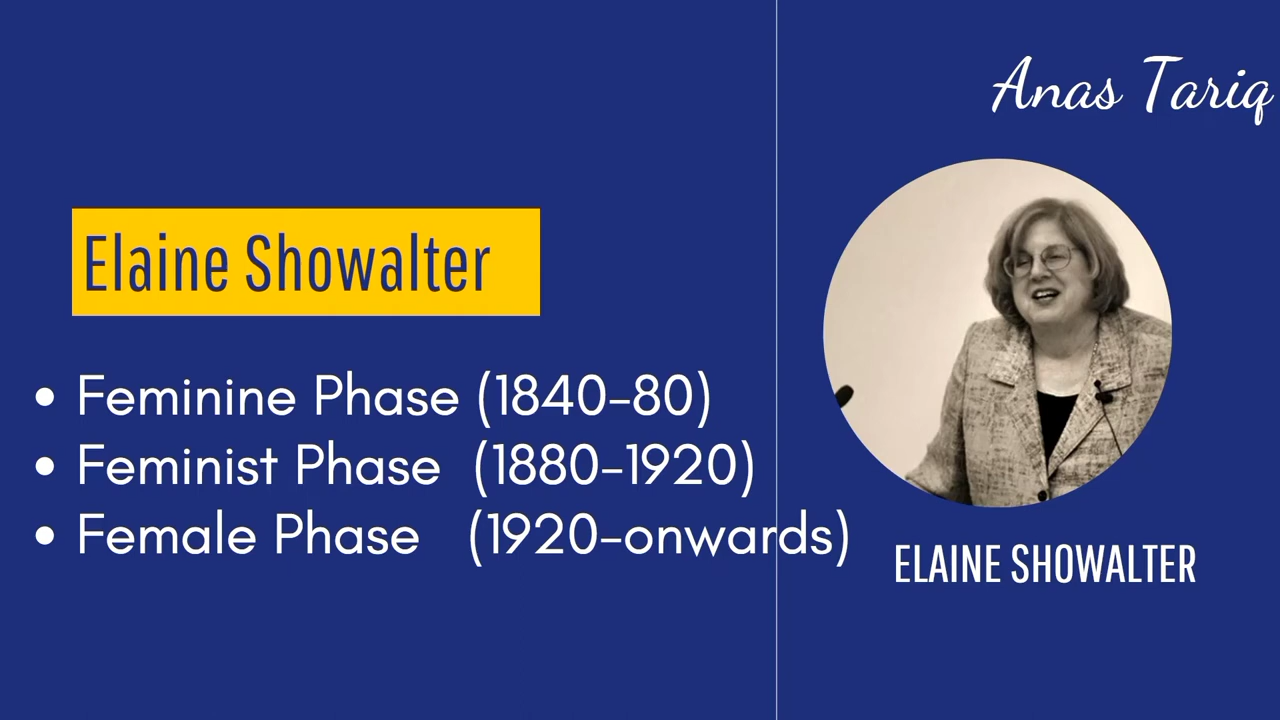 Anas Tariq
Elaine Showalter
• Feminine Phase (1840-80)
• Feminist Phase (1880-1920)
• Female Phase (1920-onwards)
ELAINE SHOWALTER